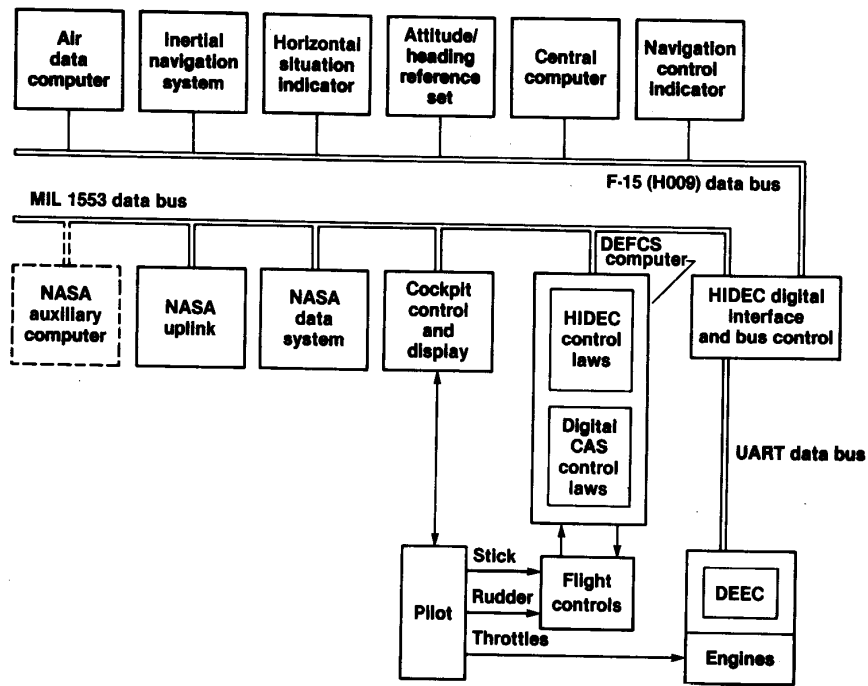 Air
data
computer
Inertial
navigation
system
Horizontal
situation
indicator
Attitude/
heading
reference
set
Central
computer
Navigation
control
indicator
F-15 (H009) data bus
MIL 1553 data bus
NASA
auxiliary
computer
NASA
uplink
NASA
data
system
Cockpit
control
and
display
DEFCS
computer
HIDEC
control
laws
Digital
CAS
control
laws
HIDEC digital
interface
and bus control
UART data bus
Pilot
Stick
Rudder
Throttles
Flight
controls
DEEC
Engines